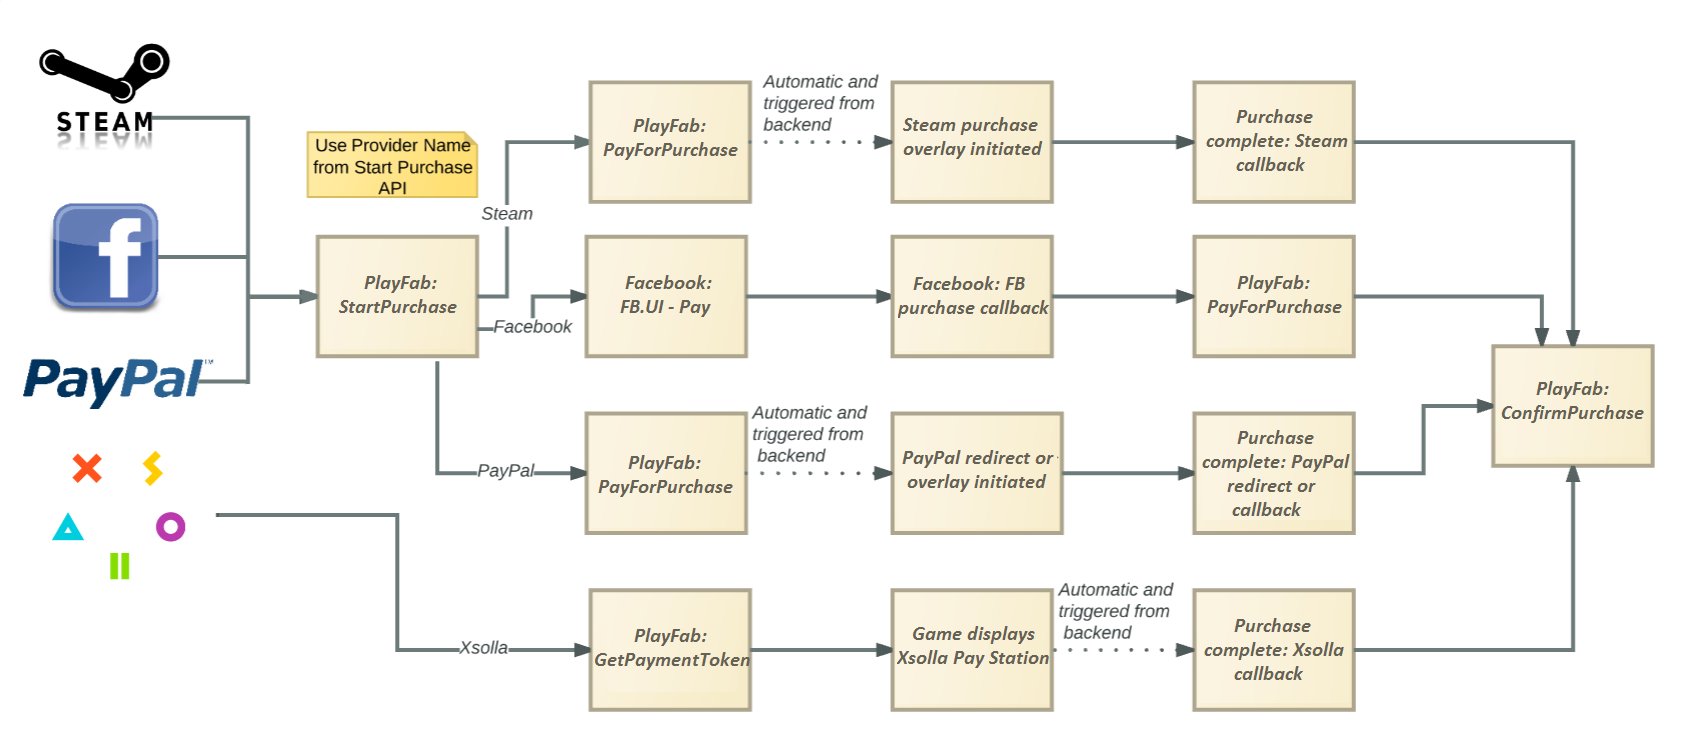 STEAM
f
PayPal™
Use Provider Name
from Start Purchase
API
PlayFab:
StartPurchase
Steam
PlayFab:
PayForPurchase
Automatic and
triggered from
backend
Steam purchase
overlay initiated
Purchase
complete: Steam
callback
Facebook
Facebook:
FB.UI - Pay
Facebook: FB
purchase callback
PlayFab:
PayForPurchase
PayPal
PlayFab:
PayForPurchase
Automatic and
triggered from
backend
PayPal redirect or
overlay initiated
Purchase
complete: PayPal
redirect or
callback
Xsolla
PlayFab:
GetPaymentToken
Game displays
Xsolla Pay Station
Automatic and
triggered from
backend
Purchase
complete: Xsolla
callback
PlayFab:
ConfirmPurchase